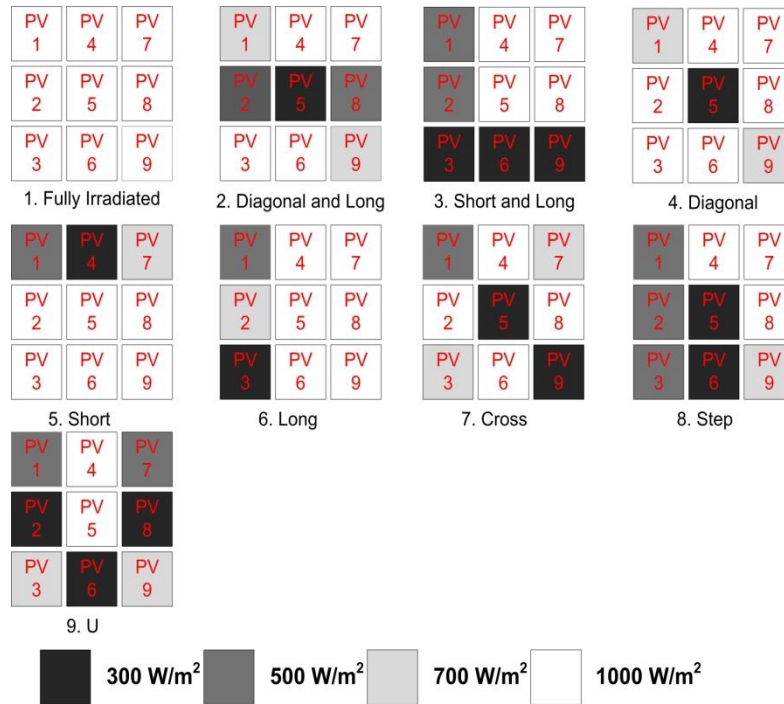 PV PV PV
1 4 7
PV PV PV
2 5 8
PV PV PV
3 6 9
1. Fully Irradiated
PV PV PV
1 4 7
PV PV PV
2 5 8
PV PV PV
3 6 9
2. Diagonal and Long
PV PV PV
1 4 7
PV PV PV
2 5 8
PV PV PV
3 6 9
3. Short and Long
PV PV PV
1 4 7
PV PV PV
2 5 8
PV PV PV
3 6 9
4. Diagonal
PV PV PV
1 4 7
PV PV PV
2 5 8
PV PV PV
3 6 9
5. Short
PV PV PV
1 4 7
PV PV PV
2 5 8
PV PV PV
3 6 9
6. Long
PV PV PV
1 4 7
PV PV PV
2 5 8
PV PV PV
3 6 9
7. Cross
PV PV PV
1 4 7
PV PV PV
2 5 8
PV PV PV
3 6 9
8. Step
PV PV PV
1 4 7
PV PV PV
2 5 8
PV PV PV
3 6 9
9. U
300 W/m² 500 W/m² 700 W/m² 1000 W/m²